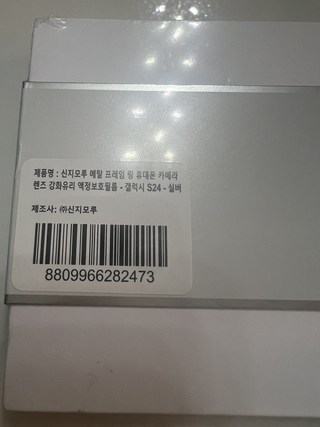 제품명 : 신지모루 메탈 프레임 링 휴대폰 카메라
렌즈 강화유리 액정보호필름 - 갤럭시 S24 - 실버
제조사: ㈜신지모루
8809966282473